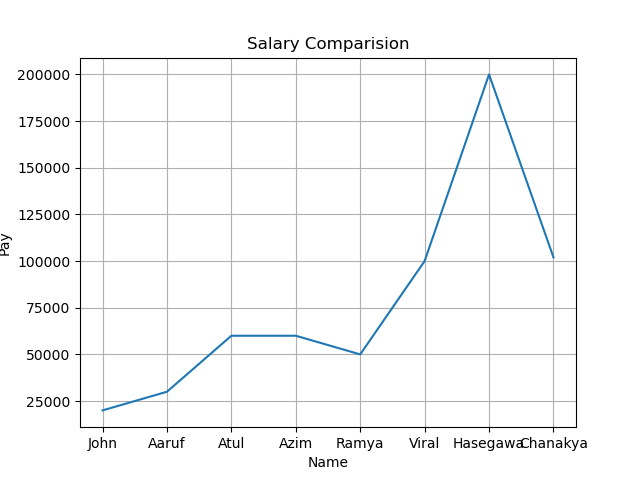 Salary Comparision
200000
175000
150000
125000
100000
75000
50000
25000
Pay
John Aaruf Atul Azim Ramya Viral Hasegawa Chanakya
Name